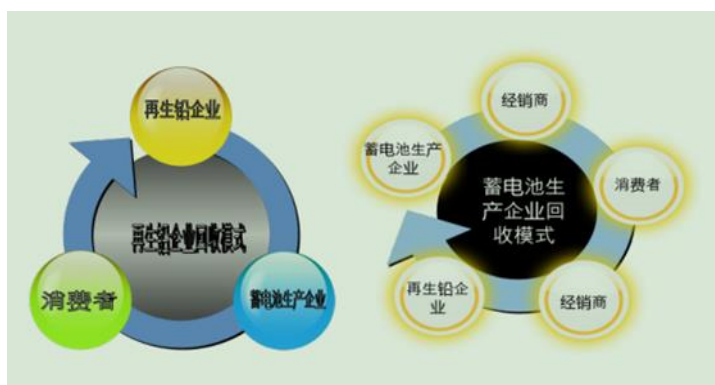 再生铅企业
再生铅企业回收模式
消费者
蓄电池生产企业
经销商
蓄电池生产
企业
消费者
蓄电池生
产企业回
收模式
再生铅企
业
经销商